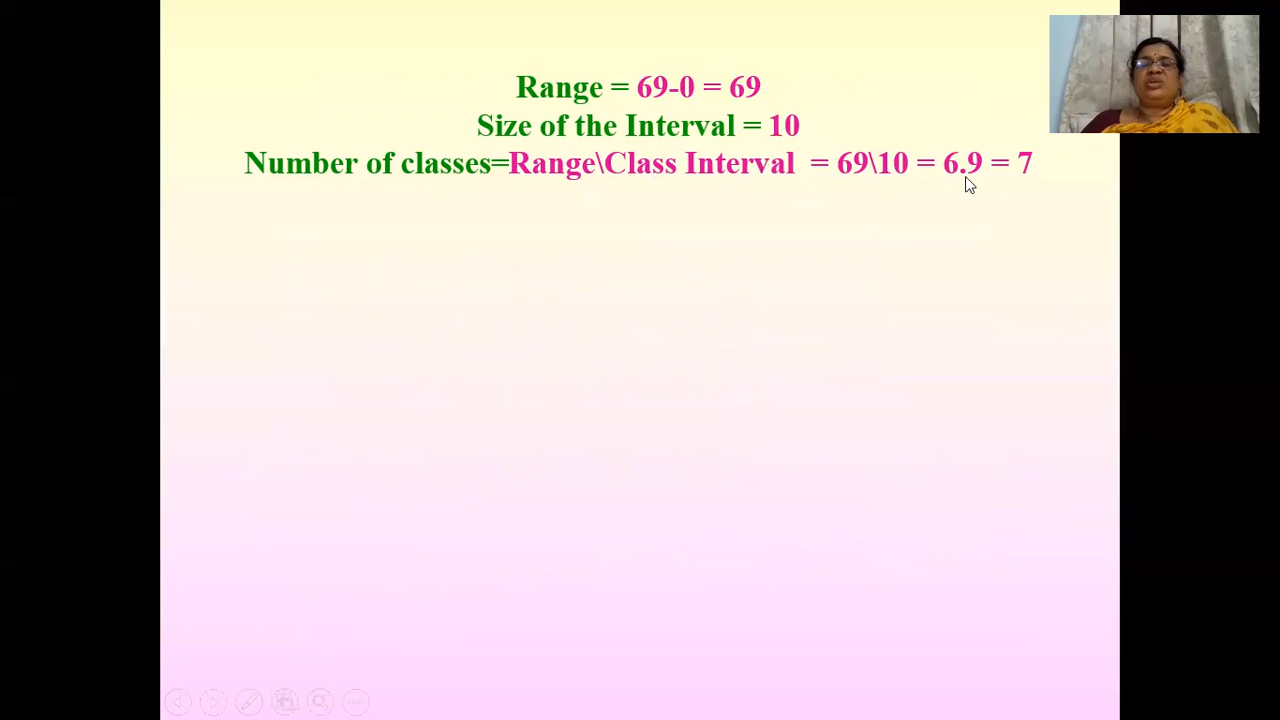 Range = 69-0 = 69
Size of the Interval = 10
Number of classes=Range\Class Interval = 69\10 = 6.9 = 7